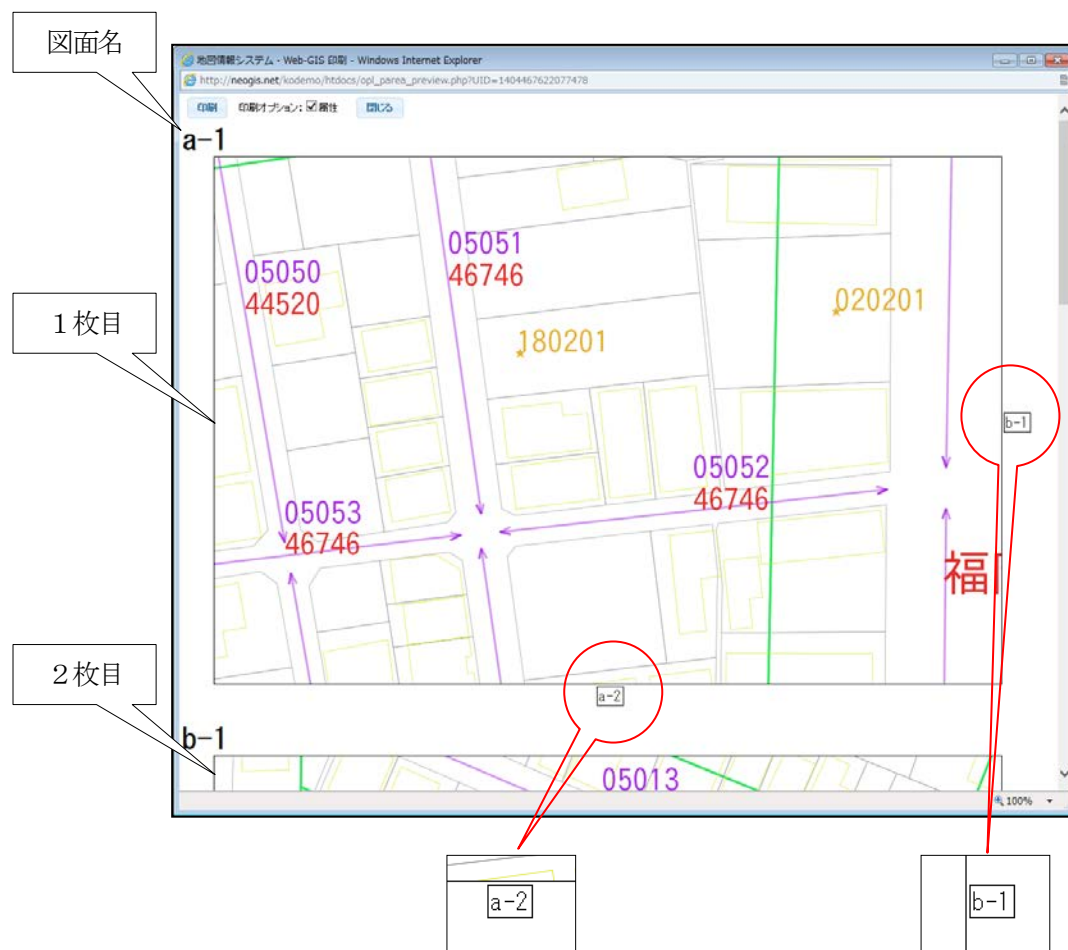 図面名
地図情報システム - Web-GIS 印刷 - Windows Internet Explorer
http://neogis.net/kodemo/htdocs/opl_parea_preview.php?UID=1404467622077478
印刷 印刷オプション: 属性 閉じる
a-1
05050
44520
05051
46746
180201
020201
1枚目
b-1
05052
46746
05053
46746
福
2枚目
a-2
b-1
05013
100%
a-2
b-1